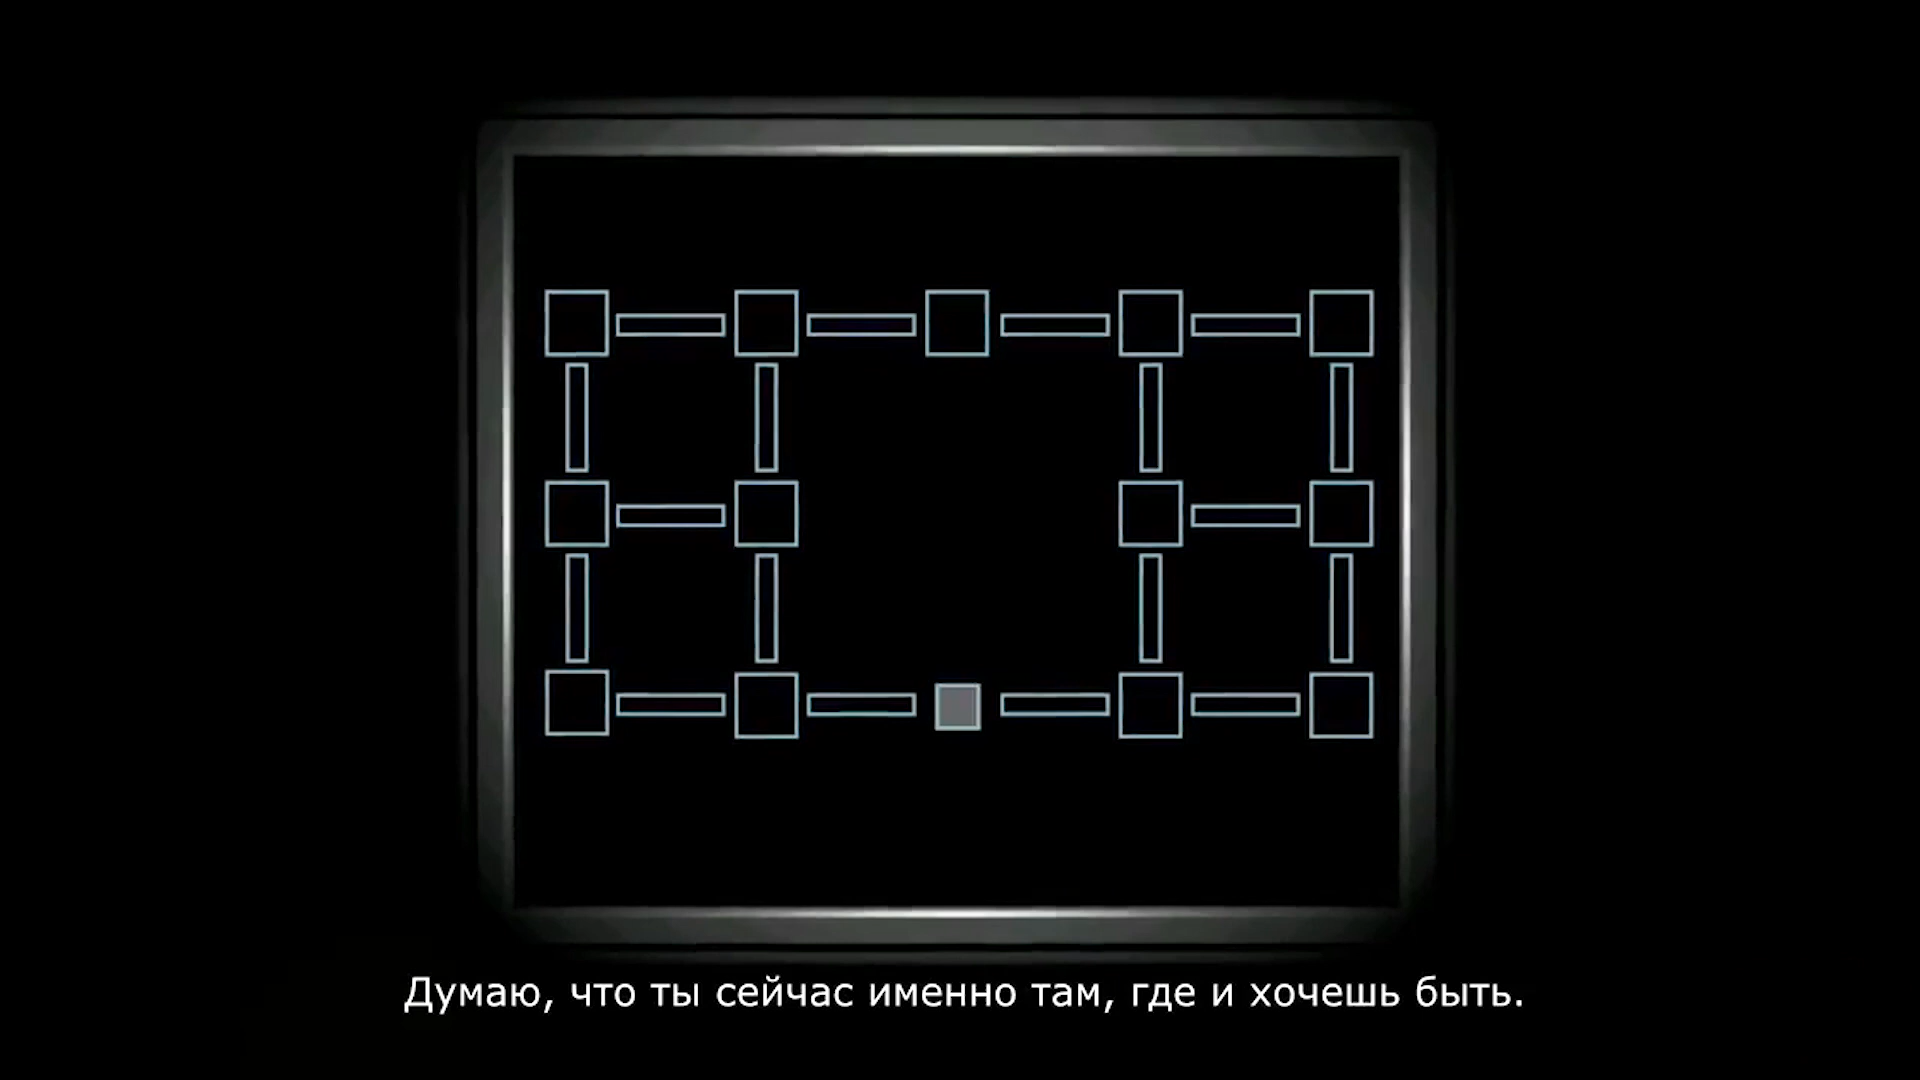 Думаю, что ты сейчас именно там, где и хочешь быть.